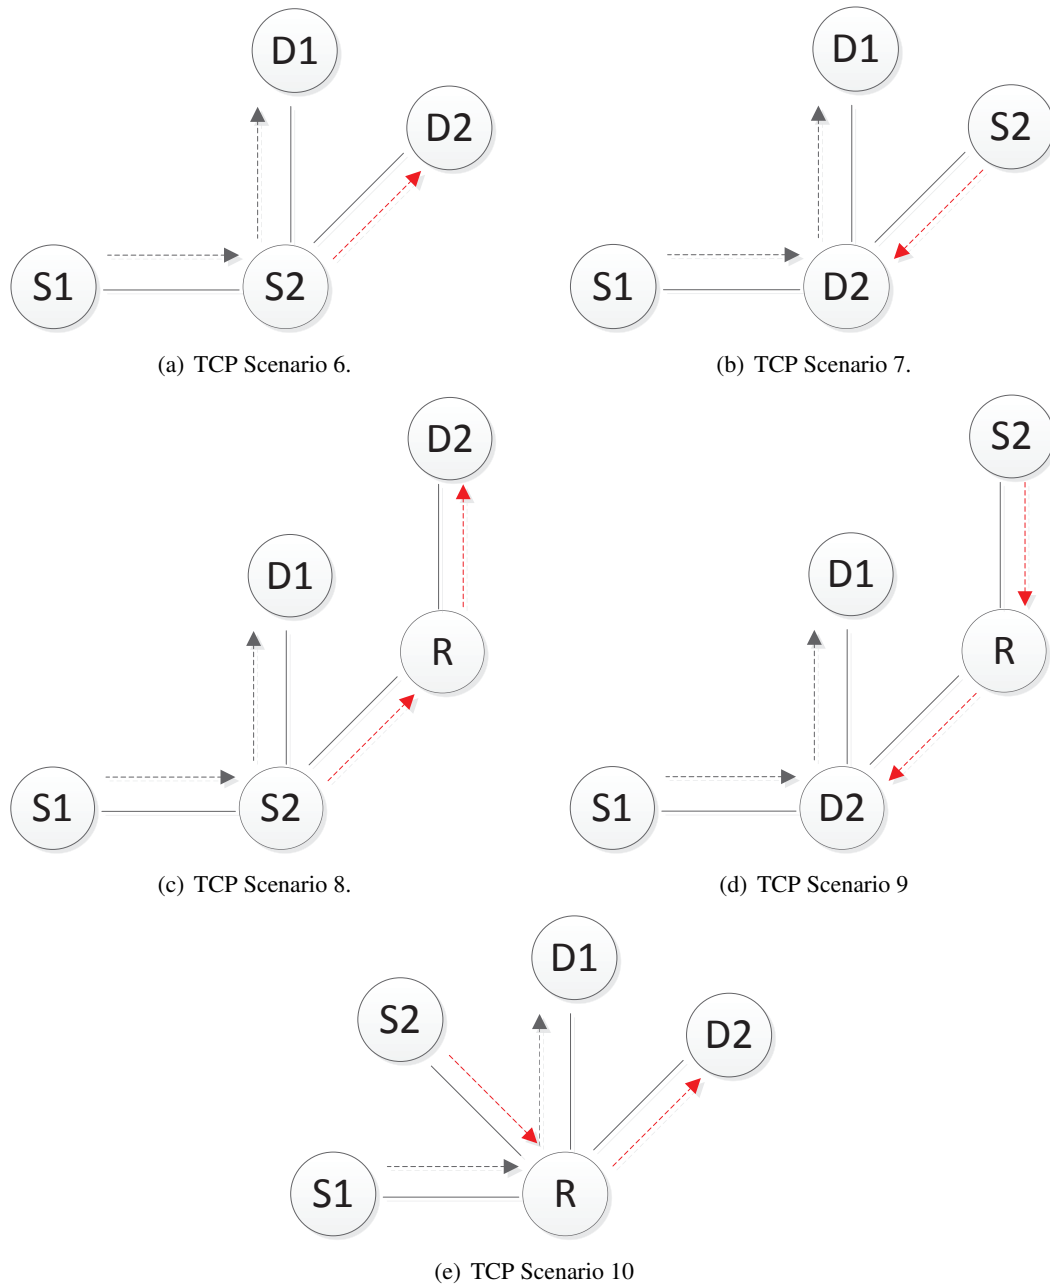 D1
D1
D2
S2
S1
S2
S1
D2
(a) TCP Scenario 6.
(b) TCP Scenario 7.
D2
S2
D1
D1
R
R
S1
S2
S1
D2
(c) TCP Scenario 8.
(d) TCP Scenario 9
D1
S2
D2
S1
R
(e) TCP Scenario 10